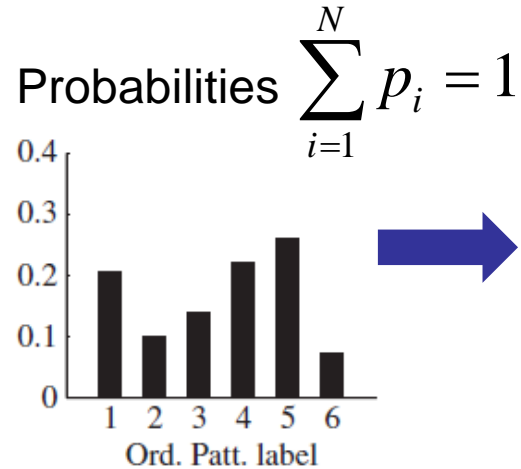 Probabilities \sum_{i=1}^{N} p_i = 1
0.4
0.3
0.2
0.1
0
1 2 3 4 5 6
Ord. Patt. label